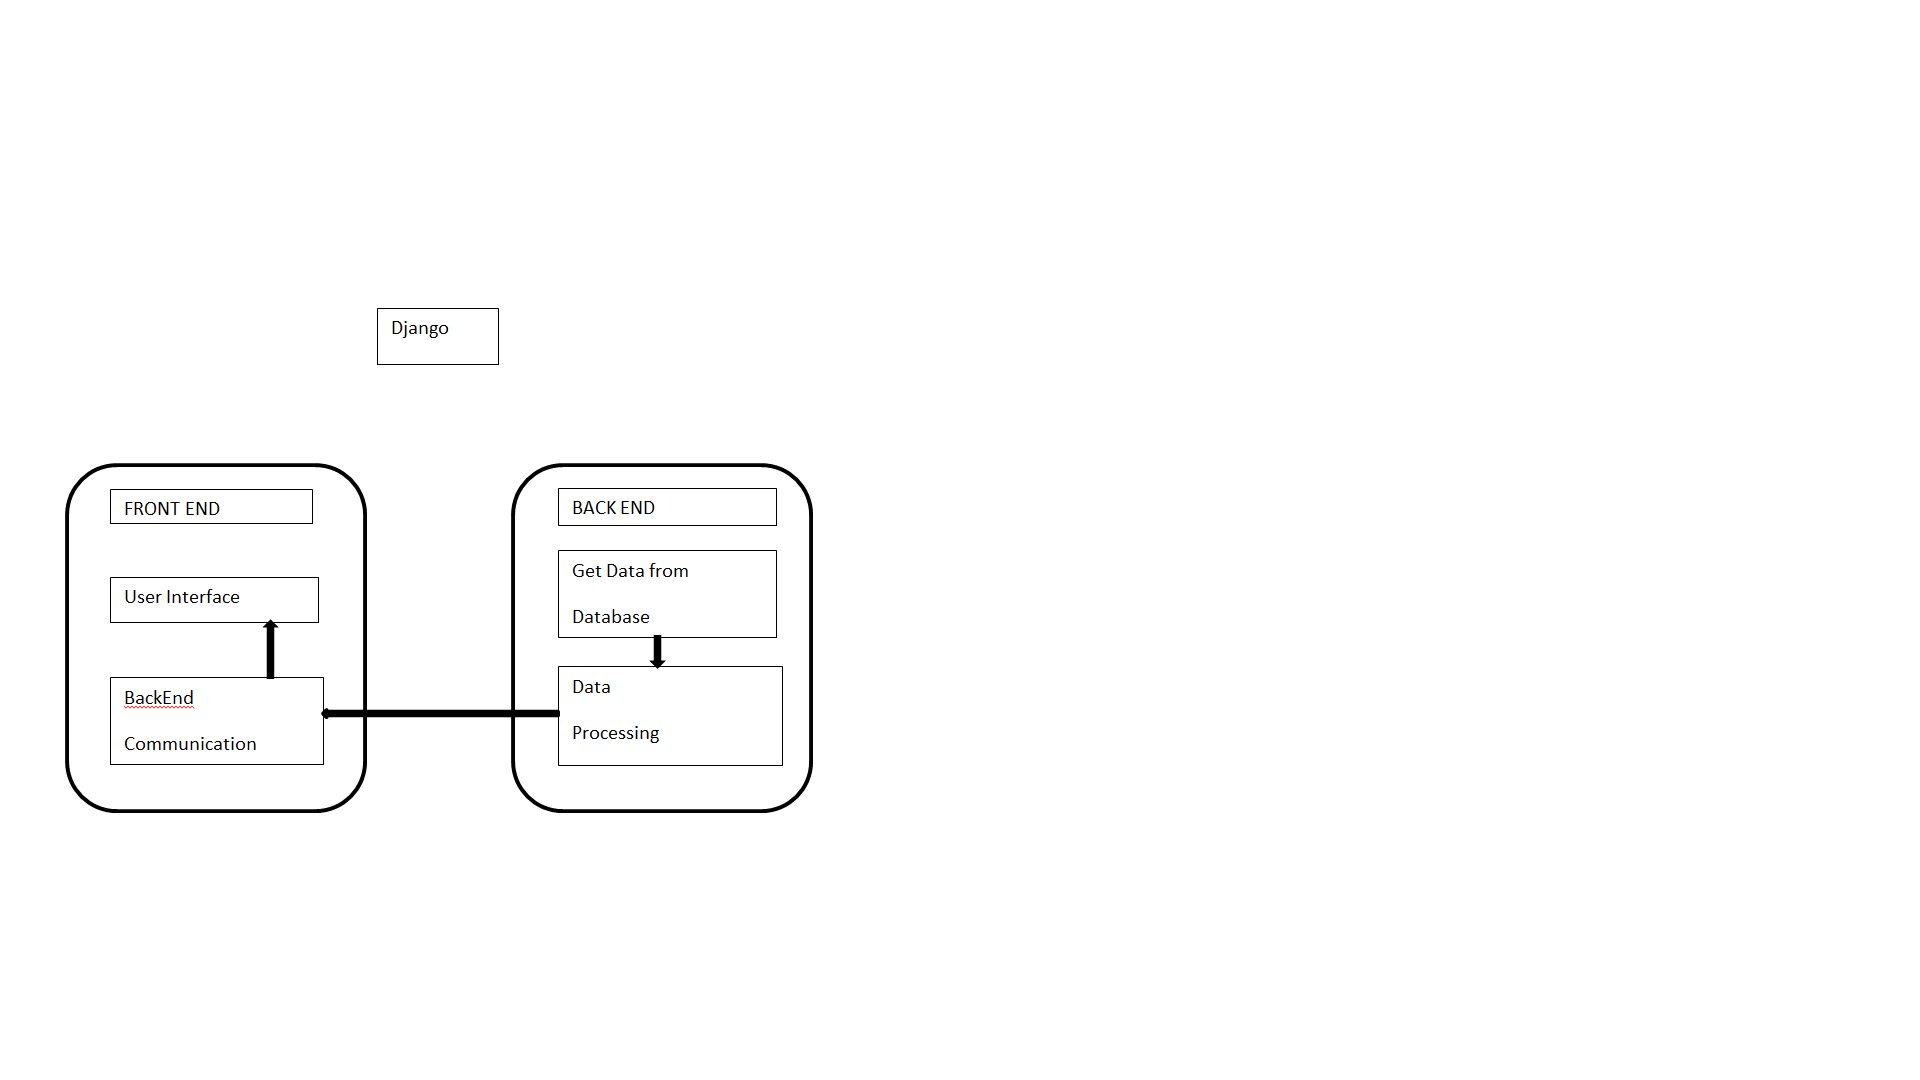 Django
FRONT END
User Interface
BackEnd
Communication
BACK END
Get Data from
Database
Data
Processing